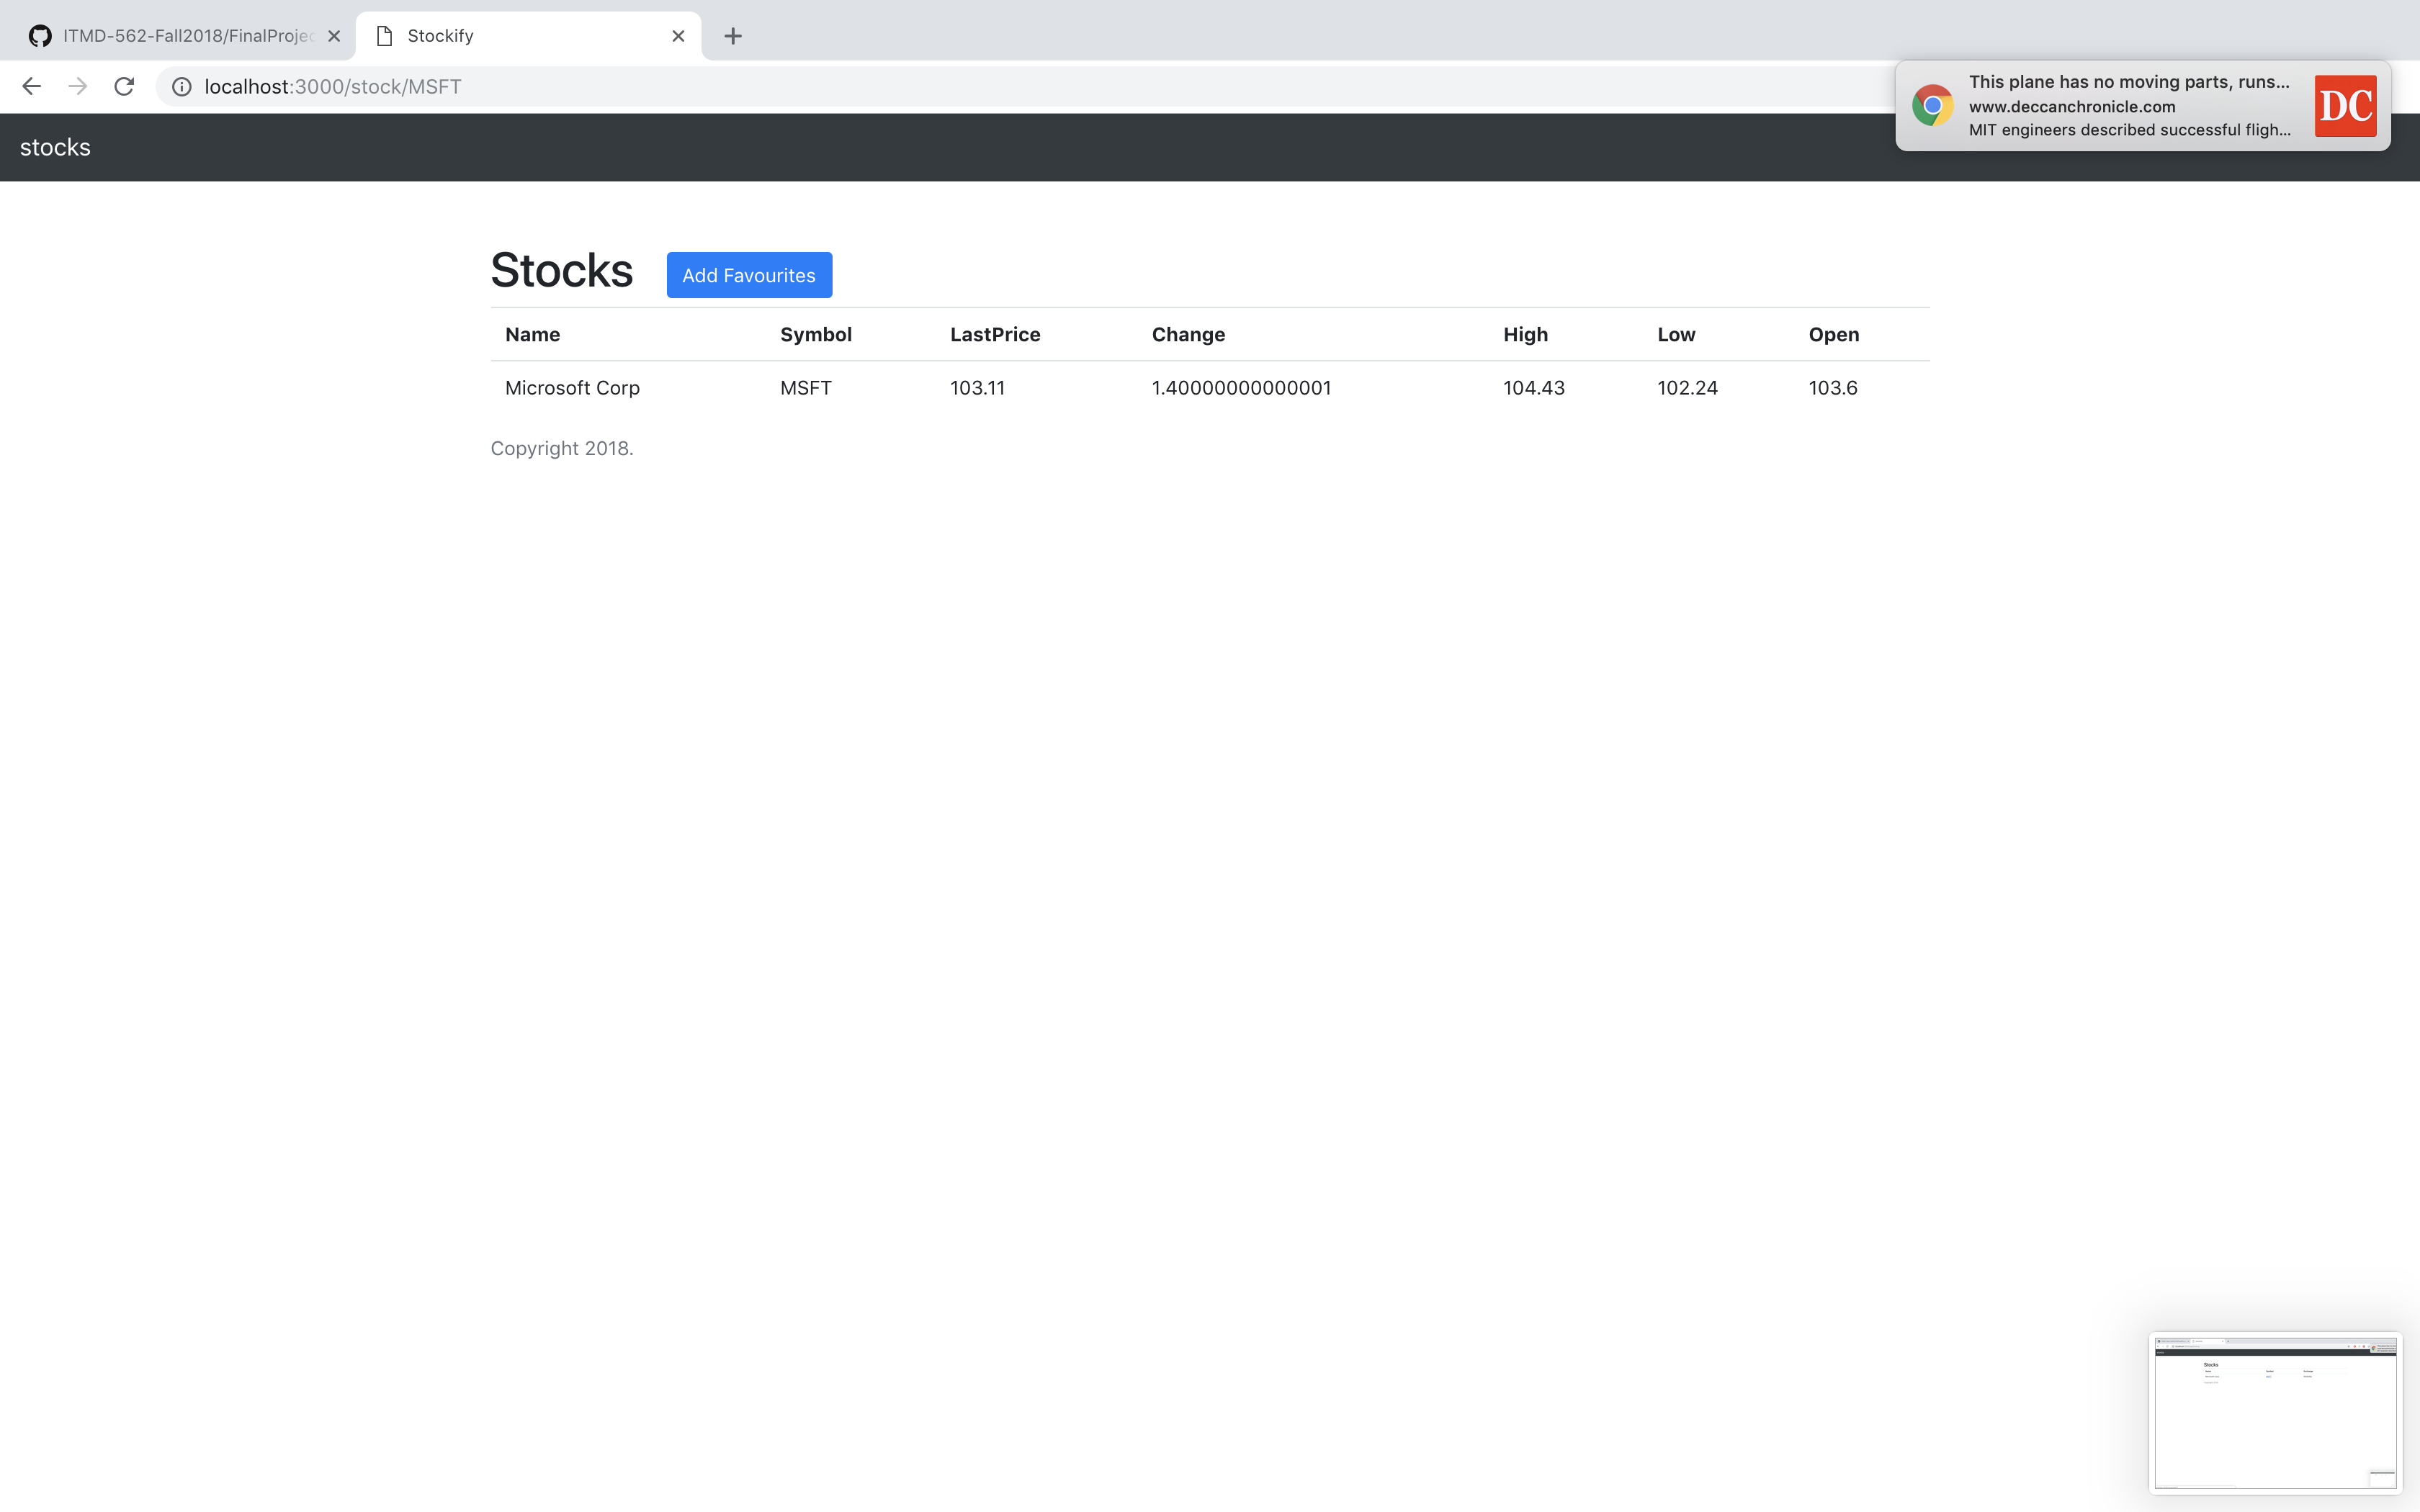 ITMD-562-Fall2018/FinalProjec
Stockify
localhost:3000/stock/MSFT
This plane has no moving parts, runs...
www.deccanchronicle.com
MIT engineers described successful fligh...
DC
stocks
Stocks Add Favourites
Name Symbol LastPrice Change High Low Open
Microsoft Corp MSFT 103.11 1.40000000000001 104.43 102.24 103.6
Copyright 2018.
Stocks